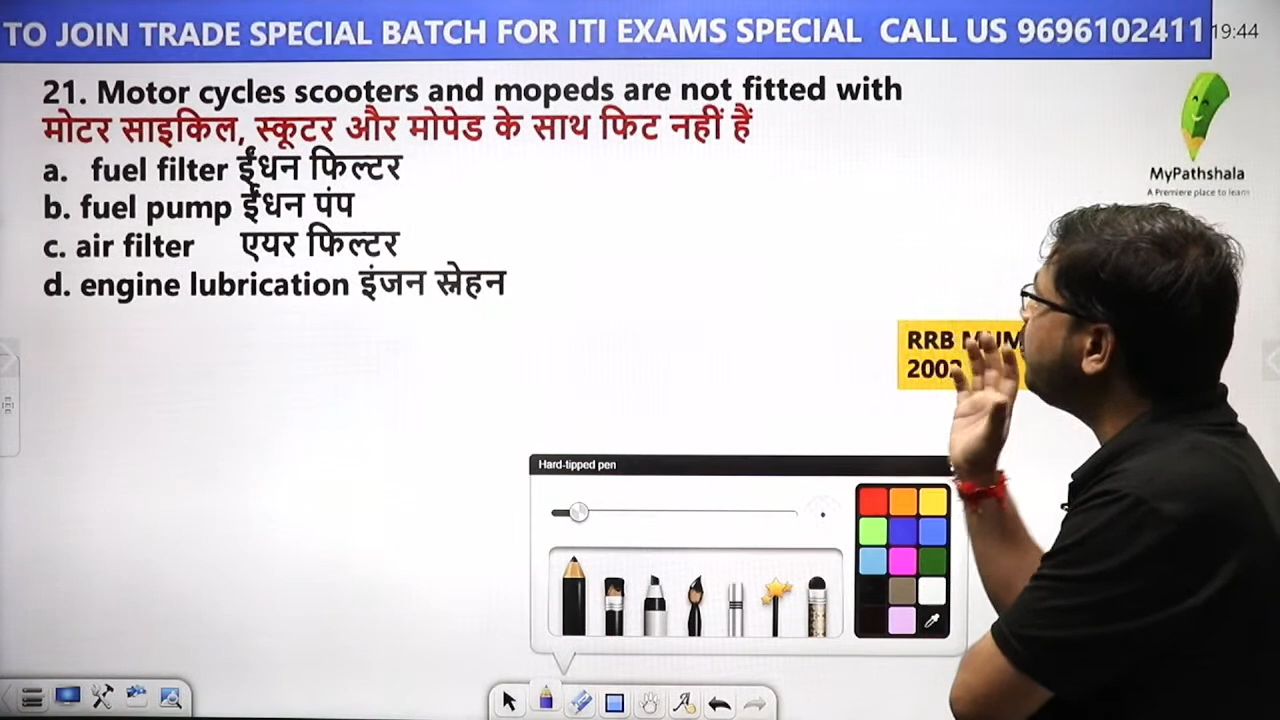 TO JOIN TRADE SPECIAL BATCH FOR ITI EXAMS SPECIAL CALL US 9696102411
19:44
21. Motor cycles scooters and mopeds are not fitted with
मोटर साइकिल, स्कूटर और मोपेड के साथ फिट नहीं हैं
a. fuel filter ईंधन फिल्टर
b. fuel pump ईंधन पंप
c. air filter एयर फिल्टर
d. engine lubrication इंजन स्नेहन
MyPathshala
A Premiere place to learn
RRB
Hard-tipped pen